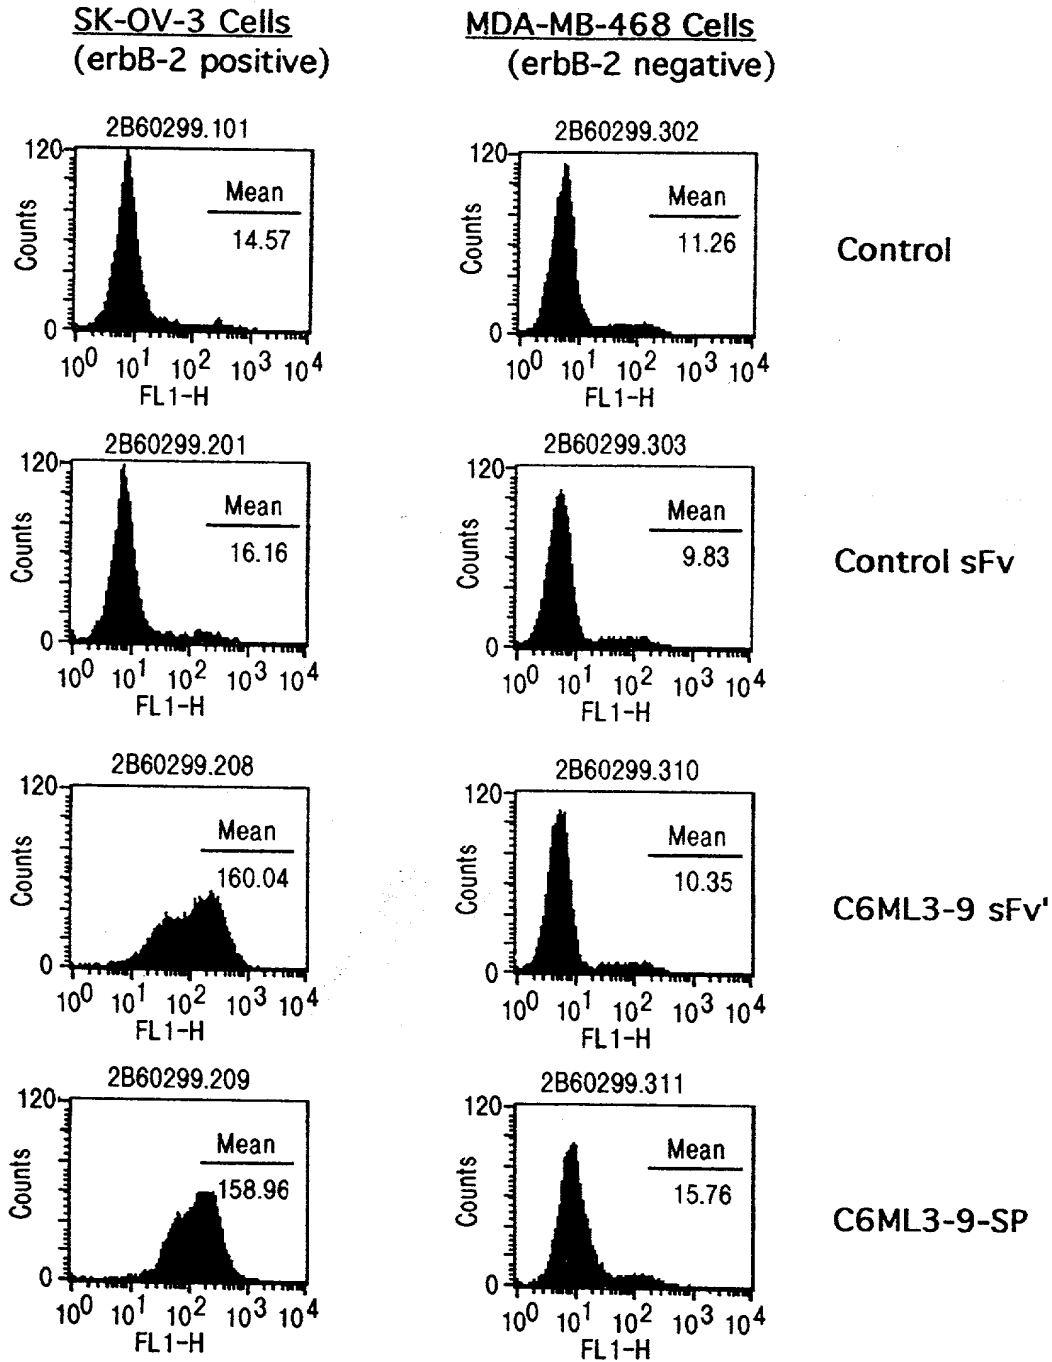 SK-OV-3 Cells
(erbB-2 positive)
MDA-MB-468 Cells
(erbB-2 negative)
2B60299.101
120
Counts
0
Mean
14.57
10^0 10^1 10^2 10^3 10^4
FL1-H
2B60299.302
120
Counts
0
Mean
11.26
10^0 10^1 10^2 10^3 10^4
FL1-H
Control
2B60299.201
120
Counts
0
Mean
16.16
10^0 10^1 10^2 10^3 10^4
FL1-H
2B60299.303
120
Counts
0
Mean
9.83
10^0 10^1 10^2 10^3 10^4
FL1-H
Control sFv
2B60299.208
120
Counts
0
Mean
160.04
10^0 10^1 10^2 10^3 10^4
FL1-H
2B60299.310
120
Counts
0
Mean
10.35
10^0 10^1 10^2 10^3 10^4
FL1-H
C6ML3-9 sFv'
2B60299.209
120
Counts
0
Mean
158.96
10^0 10^1 10^2 10^3 10^4
FL1-H
2B60299.311
120
Counts
0
Mean
15.76
10^0 10^1 10^2 10^3 10^4
FL1-H
C6ML3-9-SP